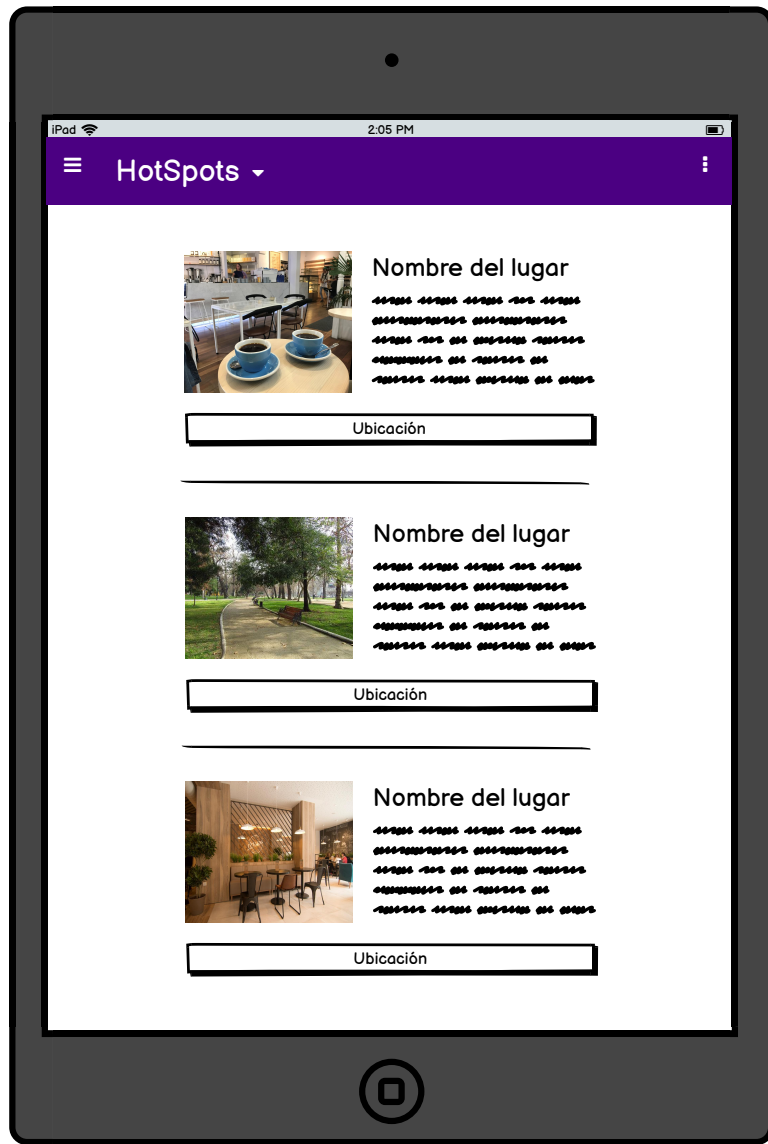 iPad
2:05 PM
HotSpots
Nombre del lugar
Ubicación
Nombre del lugar
Ubicación
Nombre del lugar
Ubicación